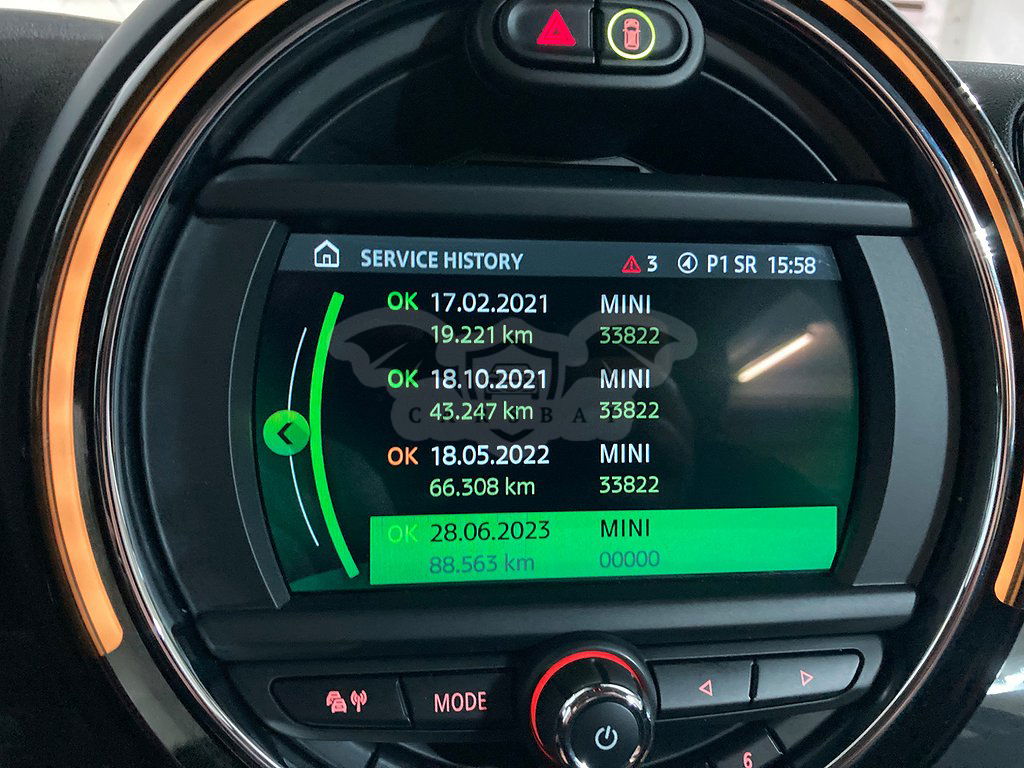 SERVICE HISTORY 3 P1 SR 15:58
OK 17.02.2021 MINI
19.221 km 33822
OK 18.10.2021 MINI
43.247 km 33822
OK 18.05.2022 MINI
66.308 km 33822
OK 28.06.2023 MINI
88.563 km 00000
MODE
6